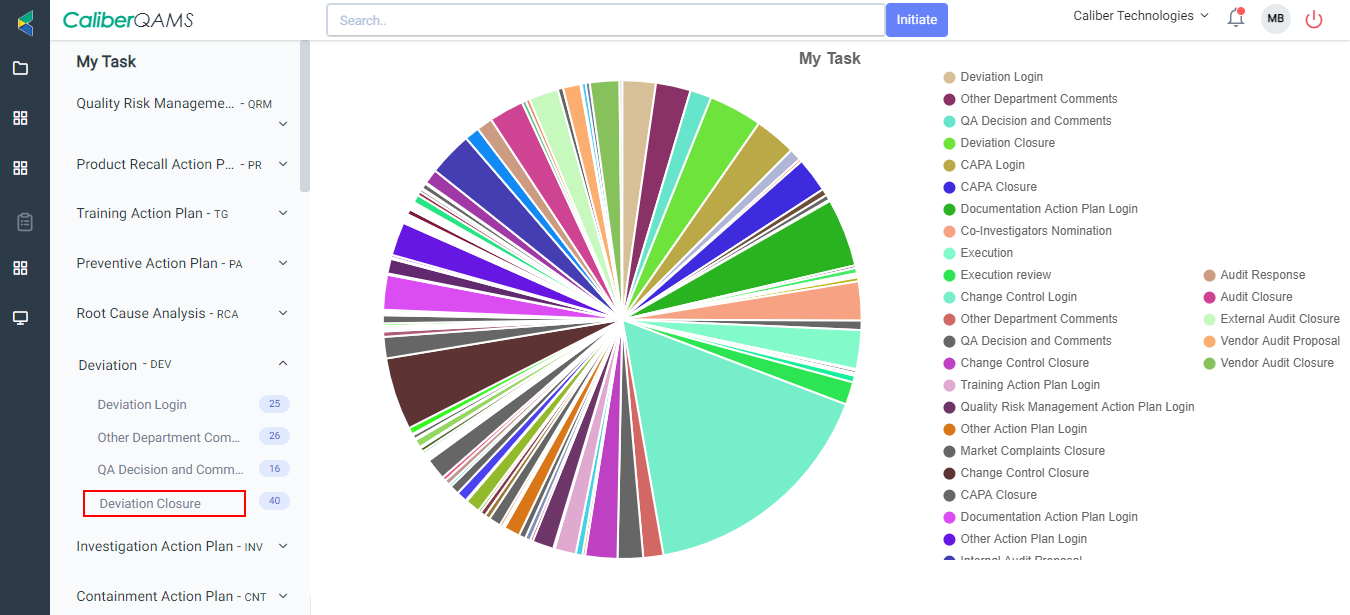 CaliberQAMS
Search..
Initiate
Caliber Technologies
MB
My Task
Quality Risk Manageme... - QRM
Product Recall Action P... - PR
Training Action Plan - TG
Preventive Action Plan - PA
Root Cause Analysis - RCA
Deviation - DEV
Deviation Login 25
Other Department Com... 26
QA Decision and Comm... 16
Deviation Closure 40
Investigation Action Plan - INV
Containment Action Plan - CNT
My Task
Deviation Login
Other Department Comments
QA Decision and Comments
Deviation Closure
CAPA Login
CAPA Closure
Documentation Action Plan Login
Co-Investigators Nomination
Execution
Execution review
Change Control Login
Other Department Comments
QA Decision and Comments
Change Control Closure
Training Action Plan Login
Quality Risk Management Action Plan Login
Other Action Plan Login
Market Complaints Closure
Change Control Closure
CAPA Closure
Documentation Action Plan Login
Other Action Plan Login
Internal Audit Proposal
Audit Response
Audit Closure
External Audit Closure
Vendor Audit Proposal
Vendor Audit Closure